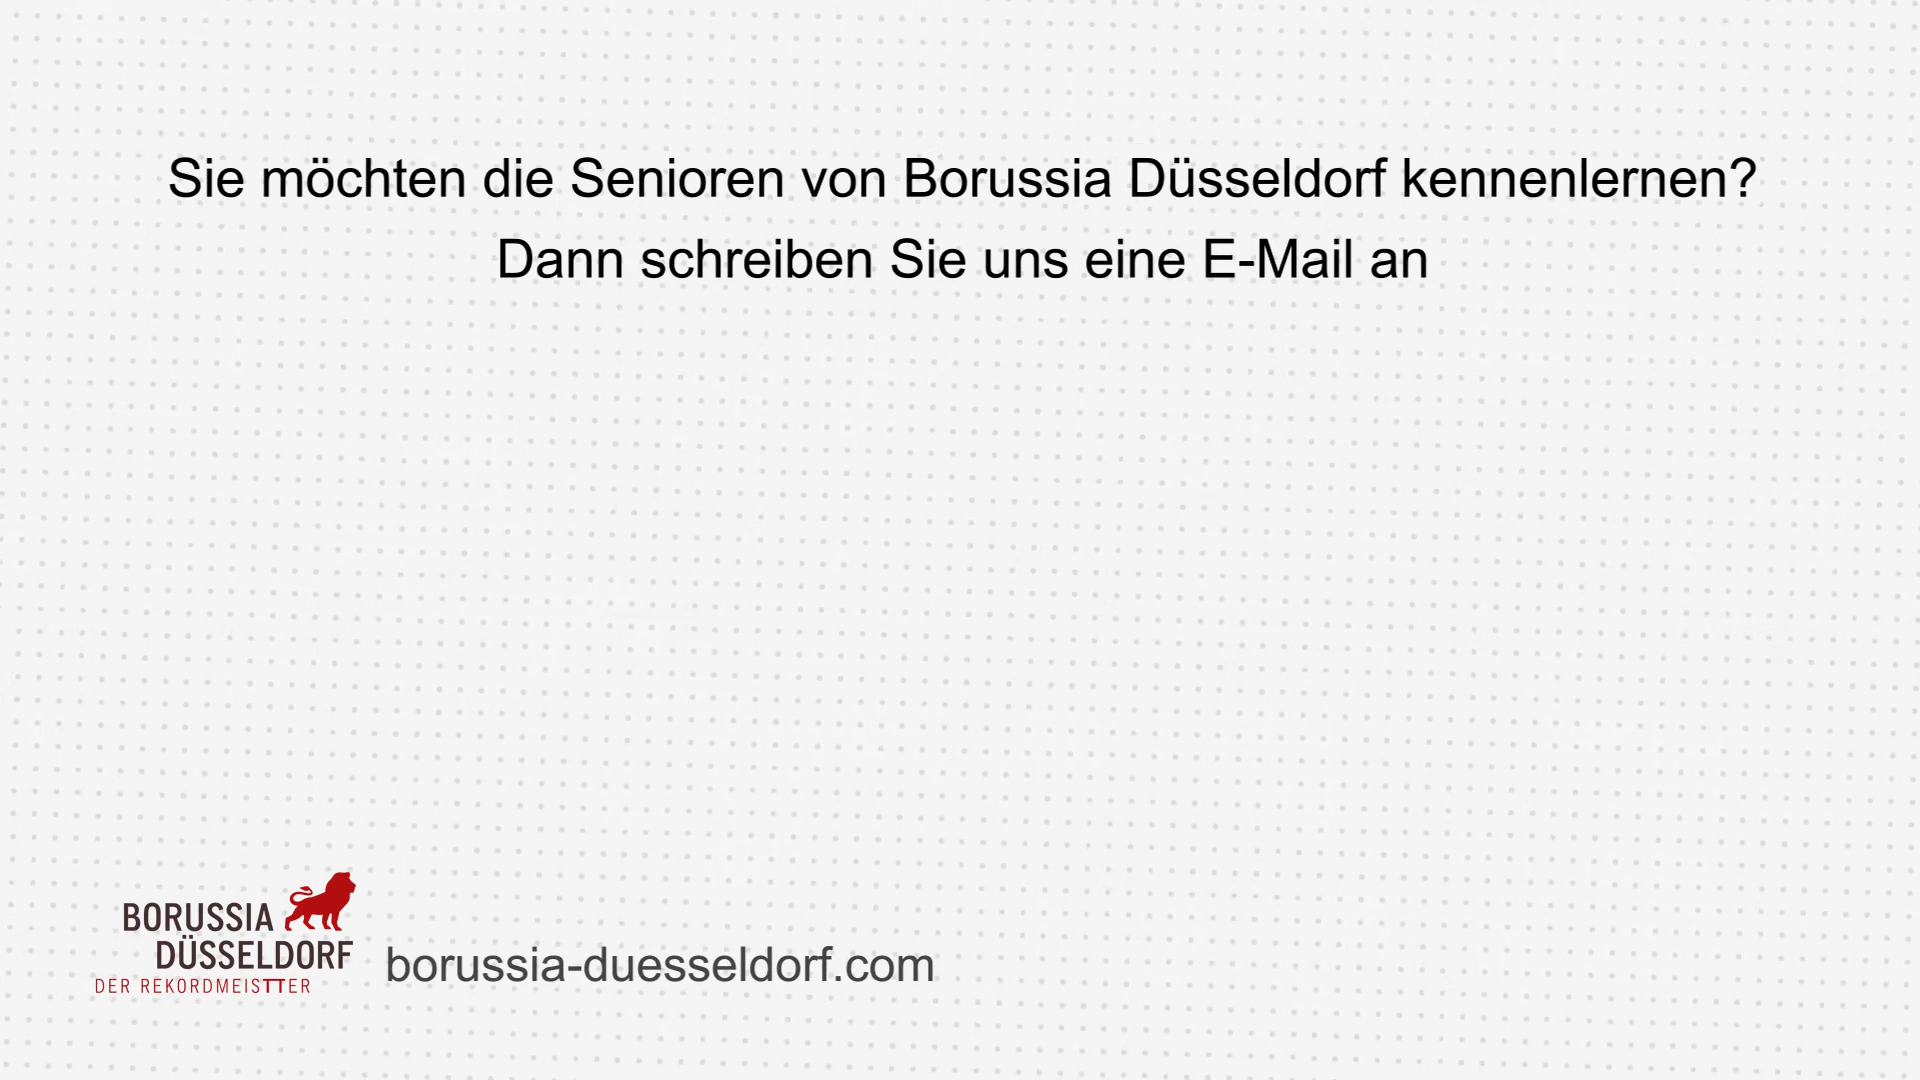 Sie möchten die Senioren von Borussia Düsseldorf kennenlernen?
Dann schreiben Sie uns eine E-Mail an
BORUSSIA
DÜSSELDORF
DER REKORDMEISTTER
borussia-duesseldorf.com